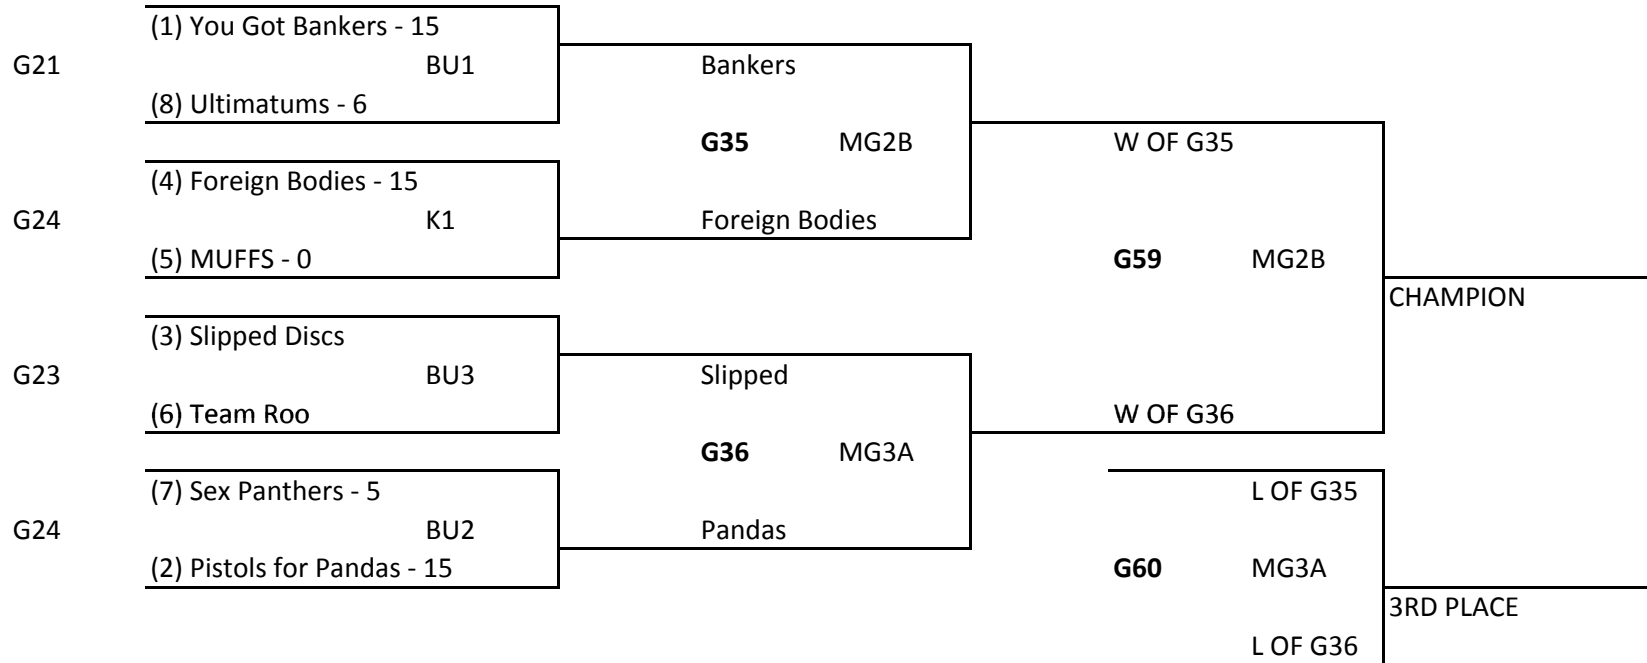 (1) You Got Bankers - 15
G21 BU1 Bankers
(8) Ultimatums - 6
G35 MG2B W OF G35
(4) Foreign Bodies - 15
G24 K1 Foreign Bodies
(5) MUFFS - 0 G59 MG2B
CHAMPION
(3) Slipped Discs
G23 BU3 Slipped
(6) Team Roo W OF G36
G36 MG3A
(7) Sex Panthers - 5 L OF G35
G24 BU2 Pandas
(2) Pistols for Pandas - 15 G60 MG3A
3RD PLACE
L OF G36